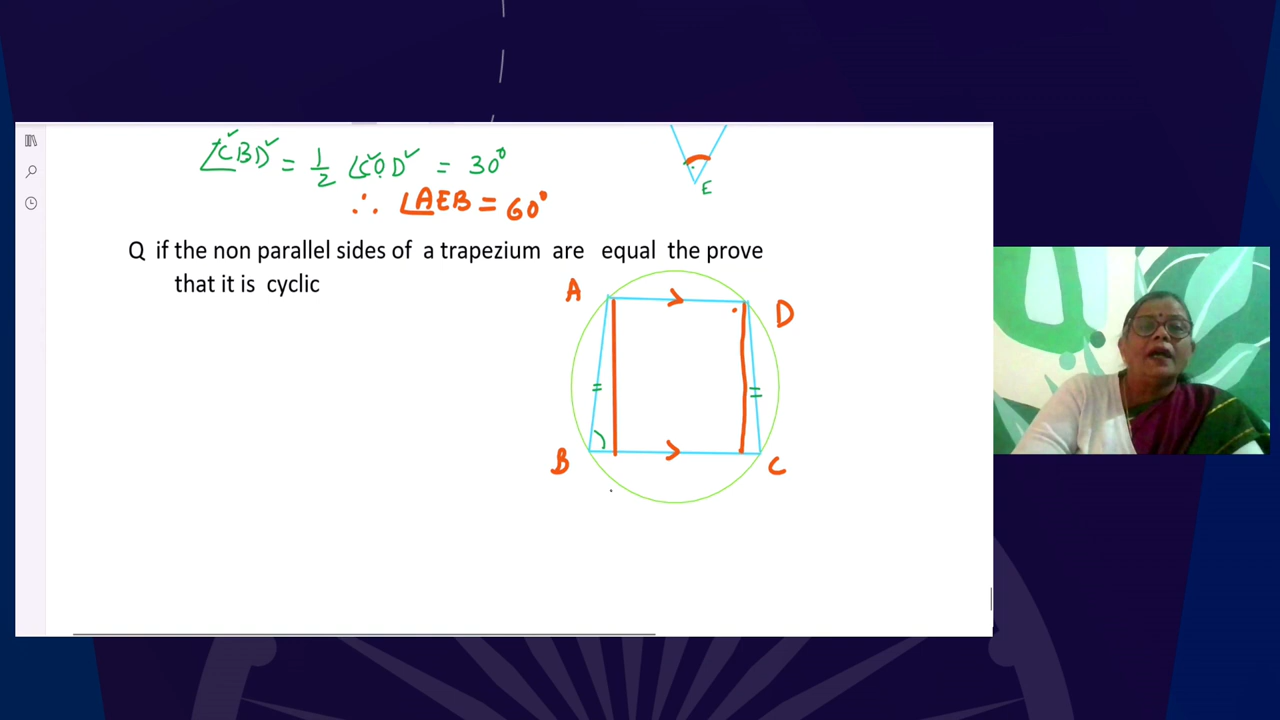 ∠CBD = 1/2 ∠COD = 30°
∴ ∠AEB = 60°
E
Q if the non parallel sides of a trapezium are equal the prove
that it is cyclic
A
D
B
C